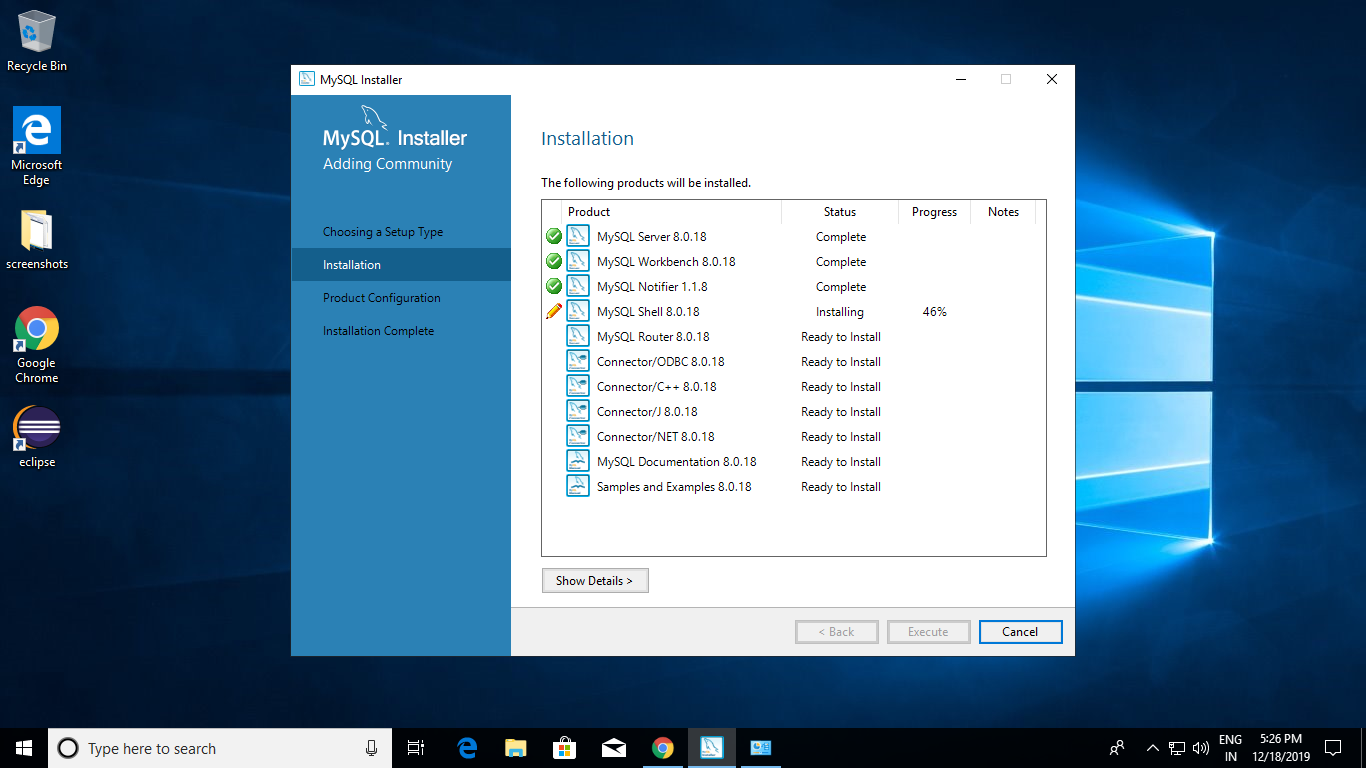 Recycle Bin
Microsoft
Edge
screenshots
Google
Chrome
eclipse
MySQL Installer
MySQL. Installer
Adding Community
Choosing a Setup Type
Installation
Product Configuration
Installation Complete
Installation
The following products will be installed.
Product Status Progress Notes
MySQL Server 8.0.18 Complete
MySQL Workbench 8.0.18 Complete
MySQL Notifier 1.1.8 Complete
MySQL Shell 8.0.18 Installing 46%
MySQL Router 8.0.18 Ready to Install
Connector/ODBC 8.0.18 Ready to Install
Connector/C++ 8.0.18 Ready to Install
Connector/J 8.0.18 Ready to Install
Connector/NET 8.0.18 Ready to Install
MySQL Documentation 8.0.18 Ready to Install
Samples and Examples 8.0.18 Ready to Install
Show Details >
< Back Execute Cancel
Type here to search
ENG 5:26 PM
IN 12/18/2019